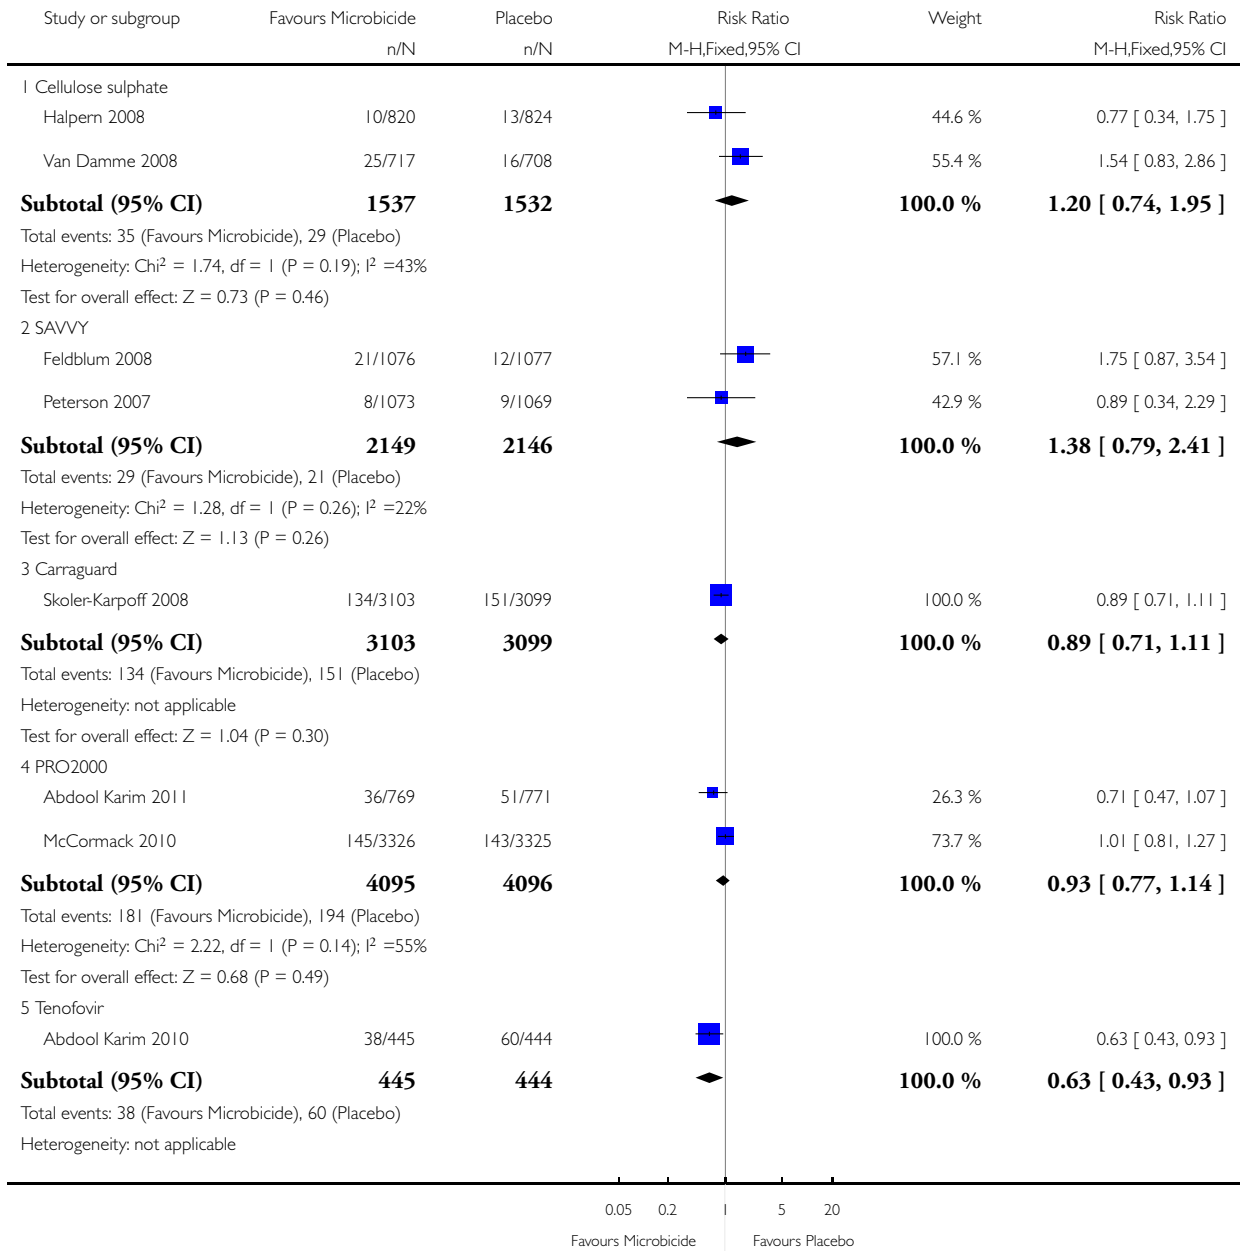 Study or subgroup Favours Microbicide Placebo Risk Ratio Weight Risk Ratio
n/N n/N M-H,Fixed,95% CI M-H,Fixed,95% CI
1 Cellulose sulphate
Halpern 2008 10/820 13/824 44.6 % 0.77 [ 0.34, 1.75 ]
Van Damme 2008 25/717 16/708 55.4 % 1.54 [ 0.83, 2.86 ]
Subtotal (95% CI) 1537 1532 100.0 % 1.20 [ 0.74, 1.95 ]
Total events: 35 (Favours Microbicide), 29 (Placebo)
Heterogeneity: Chi² = 1.74, df = 1 (P = 0.19); I² =43%
Test for overall effect: Z = 0.73 (P = 0.46)
2 SAVVY
Feldblum 2008 21/1076 12/1077 57.1 % 1.75 [ 0.87, 3.54 ]
Peterson 2007 8/1073 9/1069 42.9 % 0.89 [ 0.34, 2.29 ]
Subtotal (95% CI) 2149 2146 100.0 % 1.38 [ 0.79, 2.41 ]
Total events: 29 (Favours Microbicide), 21 (Placebo)
Heterogeneity: Chi² = 1.28, df = 1 (P = 0.26); I² =22%
Test for overall effect: Z = 1.13 (P = 0.26)
3 Carraguard
Skoler-Karpoff 2008 134/3103 151/3099 100.0 % 0.89 [ 0.71, 1.11 ]
Subtotal (95% CI) 3103 3099 100.0 % 0.89 [ 0.71, 1.11 ]
Total events: 134 (Favours Microbicide), 151 (Placebo)
Heterogeneity: not applicable
Test for overall effect: Z = 1.04 (P = 0.30)
4 PRO2000
Abdool Karim 2011 36/769 51/771 26.3 % 0.71 [ 0.47, 1.07 ]
McCormack 2010 145/3326 143/3325 73.7 % 1.01 [ 0.81, 1.27 ]
Subtotal (95% CI) 4095 4096 100.0 % 0.93 [ 0.77, 1.14 ]
Total events: 181 (Favours Microbicide), 194 (Placebo)
Heterogeneity: Chi² = 2.22, df = 1 (P = 0.14); I² =55%
Test for overall effect: Z = 0.68 (P = 0.49)
5 Tenofovir
Abdool Karim 2010 38/445 60/444 100.0 % 0.63 [ 0.43, 0.93 ]
Subtotal (95% CI) 445 444 100.0 % 0.63 [ 0.43, 0.93 ]
Total events: 38 (Favours Microbicide), 60 (Placebo)
Heterogeneity: not applicable
0.05 0.2 1 5 20
Favours Microbicide Favours Placebo